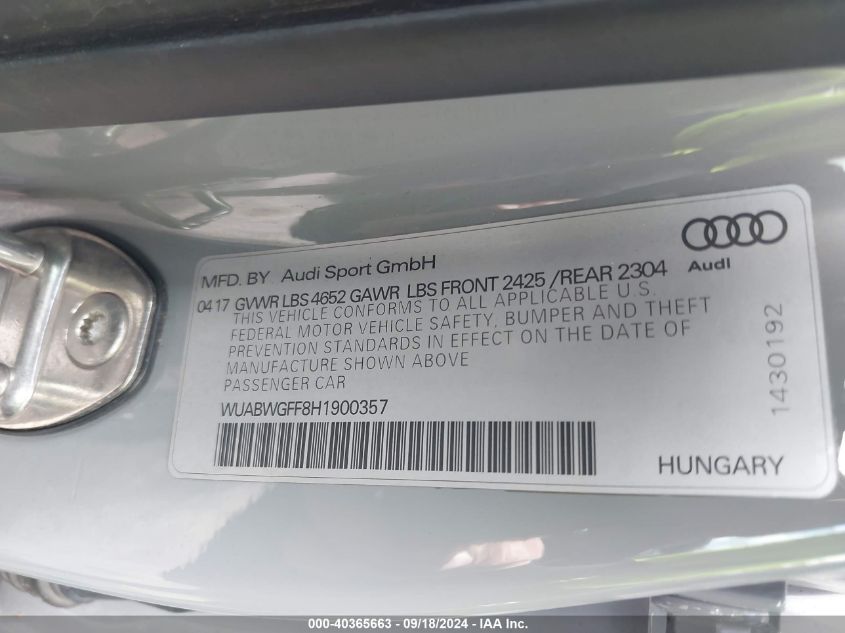 MFD. BY Audi Sport GmbH
Audi
04 17 GVWR LBS 4652 GAWR LBS FRONT 2425 /REAR 2304
THIS VEHICLE CONFORMS TO ALL APPLICABLE U.S.
FEDERAL MOTOR VEHICLE SAFETY, BUMPER AND THEFT
PREVENTION STANDARDS IN EFFECT ON THE DATE OF
MANUFACTURE SHOWN ABOVE
PASSENGER CAR
WUABWGFF8H1900357
1430192
HUNGARY
000-40365663 - 09/18/2024 - IAA Inc.